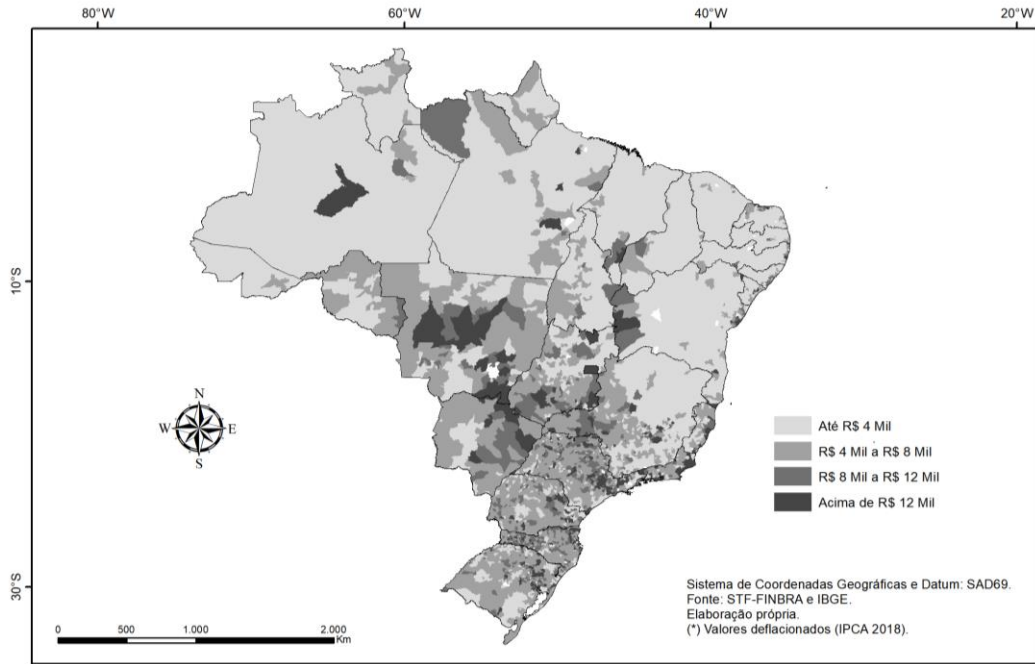 80°W 60°W 40°W 20°W
10°S
30°S
N
W E
S
Até R$ 4 Mil
R$ 4 Mil a R$ 8 Mil
R$ 8 Mil a R$ 12 Mil
Acima de R$ 12 Mil
Sistema de Coordenadas Geográficas e Datum: SAD69.
Fonte: STF-FINBRA e IBGE.
Elaboração própria.
(*) Valores deflacionados (IPCA 2018).
0 500 1.000 2.000
Km